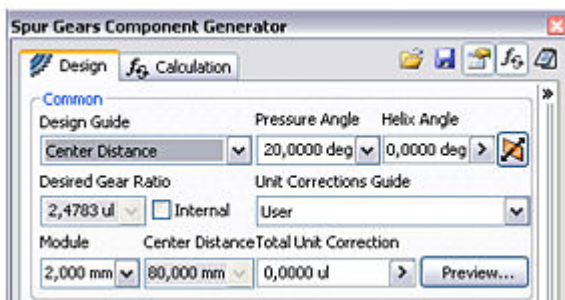 Spur Gears Component Generator
Design Calculation
Common
Design Guide Pressure Angle Helix Angle
Center Distance 20,0000 deg 0,0000 deg
Desired Gear Ratio Unit Corrections Guide
2,4783 ul Internal User
Module Center Distance Total Unit Correction
2,000 mm 80,000 mm 0,0000 ul Preview...